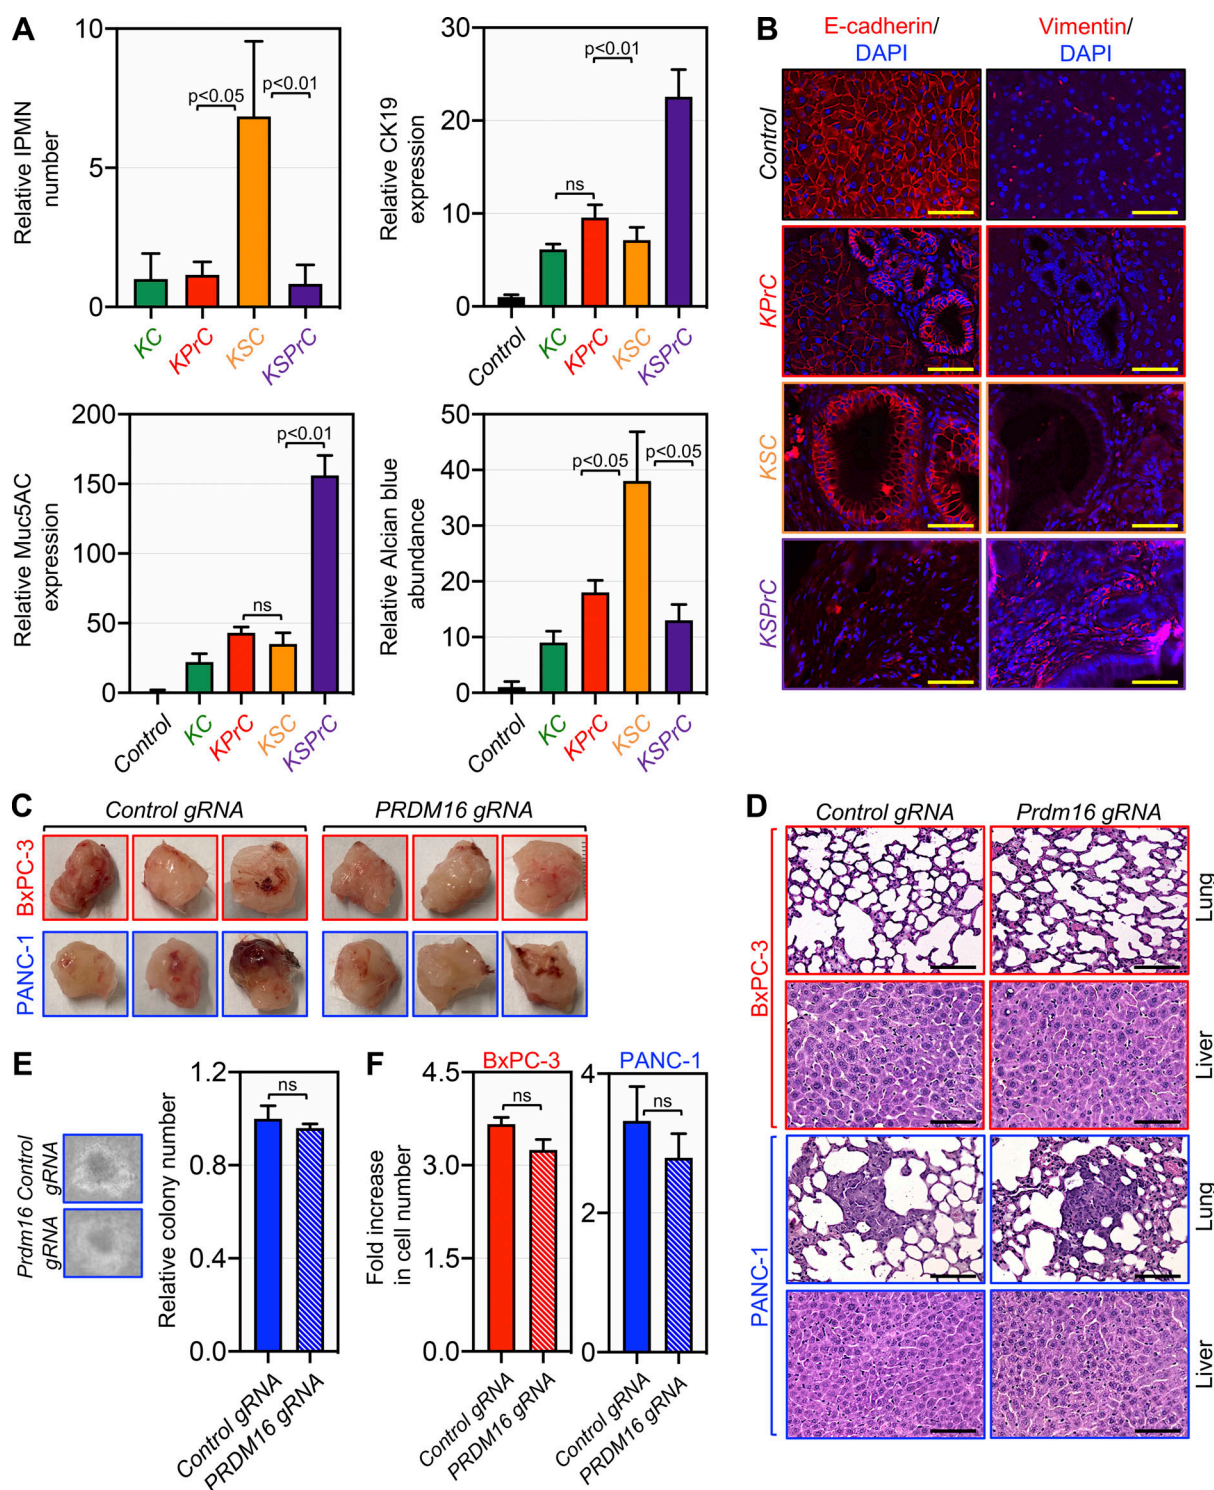 A
Relative IPMN
number
10
5
0
p<0.05
p<0.01
KC
KPrC
KSC
KSPrC
Relative CK19
expression
30
20
10
0
ns
p<0.01
Control
KC
KPrC
KSC
KSPrC
Relative Muc5AC
expression
200
150
100
50
0
ns
p<0.01
Control
KC
KPrC
KSC
KSPrC
Relative Alcian blue
abundance
50
40
30
20
10
0
p<0.05
p<0.05
Control
KC
KPrC
KSC
KSPrC
B
E-cadherin/
DAPI
Vimentin/
DAPI
Control
KPrC
KSC
KSPrC
C
Control gRNA
PRDM16 gRNA
BxPC-3
PANC-1
D
Control gRNA
Prdm16 gRNA
BxPC-3
Lung
Liver
PANC-1
Lung
Liver
E
Prdm16 Control
gRNA gRNA
Relative colony number
1.2
0.8
0.4
0.0
ns
Control gRNA
PRDM16 gRNA
F
BxPC-3
Fold increase
in cell number
4.5
3.0
1.5
0.0
ns
Control gRNA
PRDM16 gRNA
PANC-1
4
2
0
ns
Control gRNA
PRDM16 gRNA